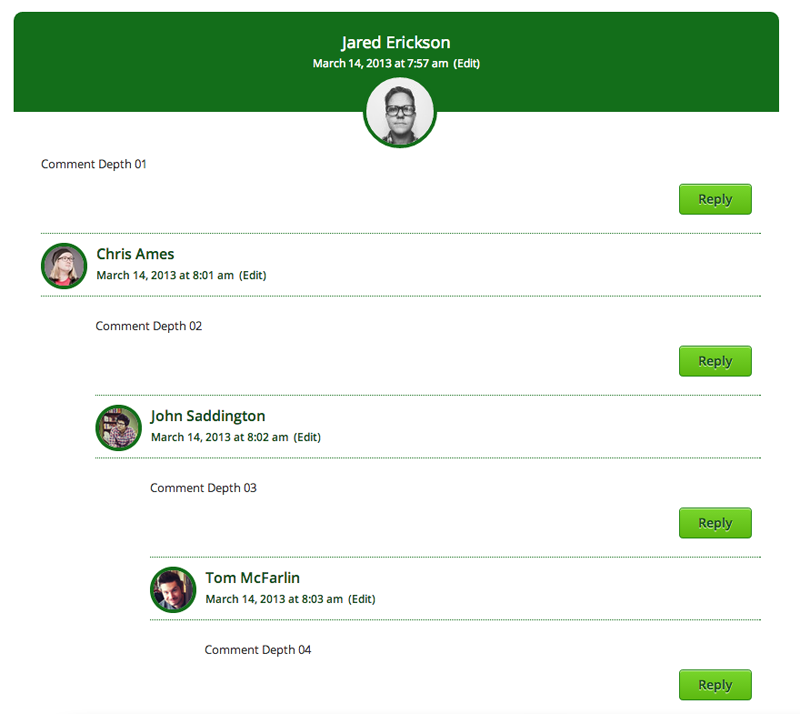 Jared Erickson
March 14, 2013 at 7:57 am (Edit)
Comment Depth 01
Reply
Chris Ames
March 14, 2013 at 8:01 am (Edit)
Comment Depth 02
Reply
John Saddington
March 14, 2013 at 8:02 am (Edit)
Comment Depth 03
Reply
Tom McFarlin
March 14, 2013 at 8:03 am (Edit)
Comment Depth 04
Reply